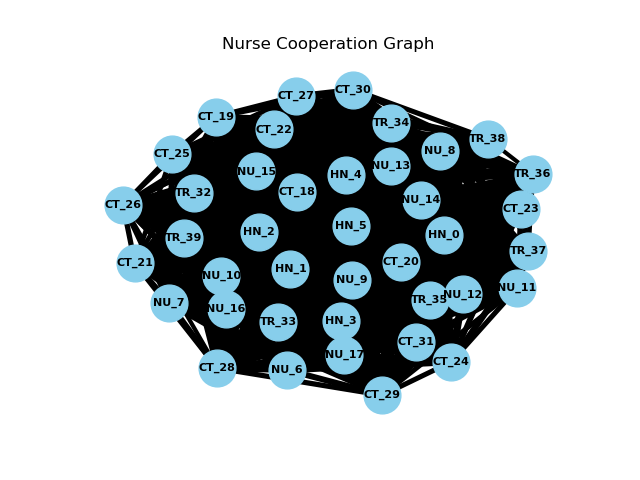 Nurse Cooperation Graph
CT_30
CT_27
CT_19
TR_34
CT_22
TR_38
NU_8
CT_25
NU_13
NU_15
HN_4
TR_36
CT_18
TR_32
NU_14
CT_26
CT_23
HN_5
HN_2
HN_0
TR_39
TR_37
CT_20
CT_21
HN_1
NU_10
NU_9
NU_11
NU_12
TR_35
NU_7
NU_16
HN_3
TR_33
CT_31
NU_17
CT_24
CT_28
NU_6
CT_29